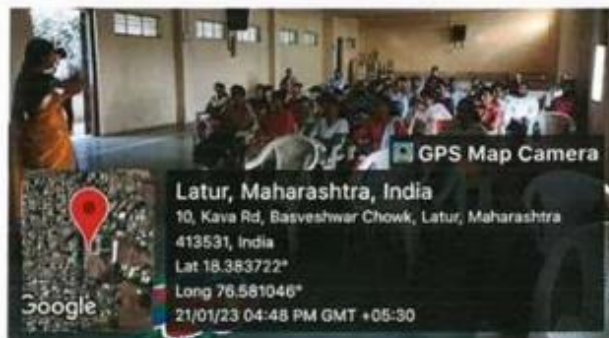 GPS Map Camera
Latur, Maharashtra, India
10, Kava Rd, Basveshwar Chowk, Latur, Maharashtra
413531, India
Lat 18.383722°
Long 76.581046°
21/01/23 04:48 PM GMT +05:30
Google